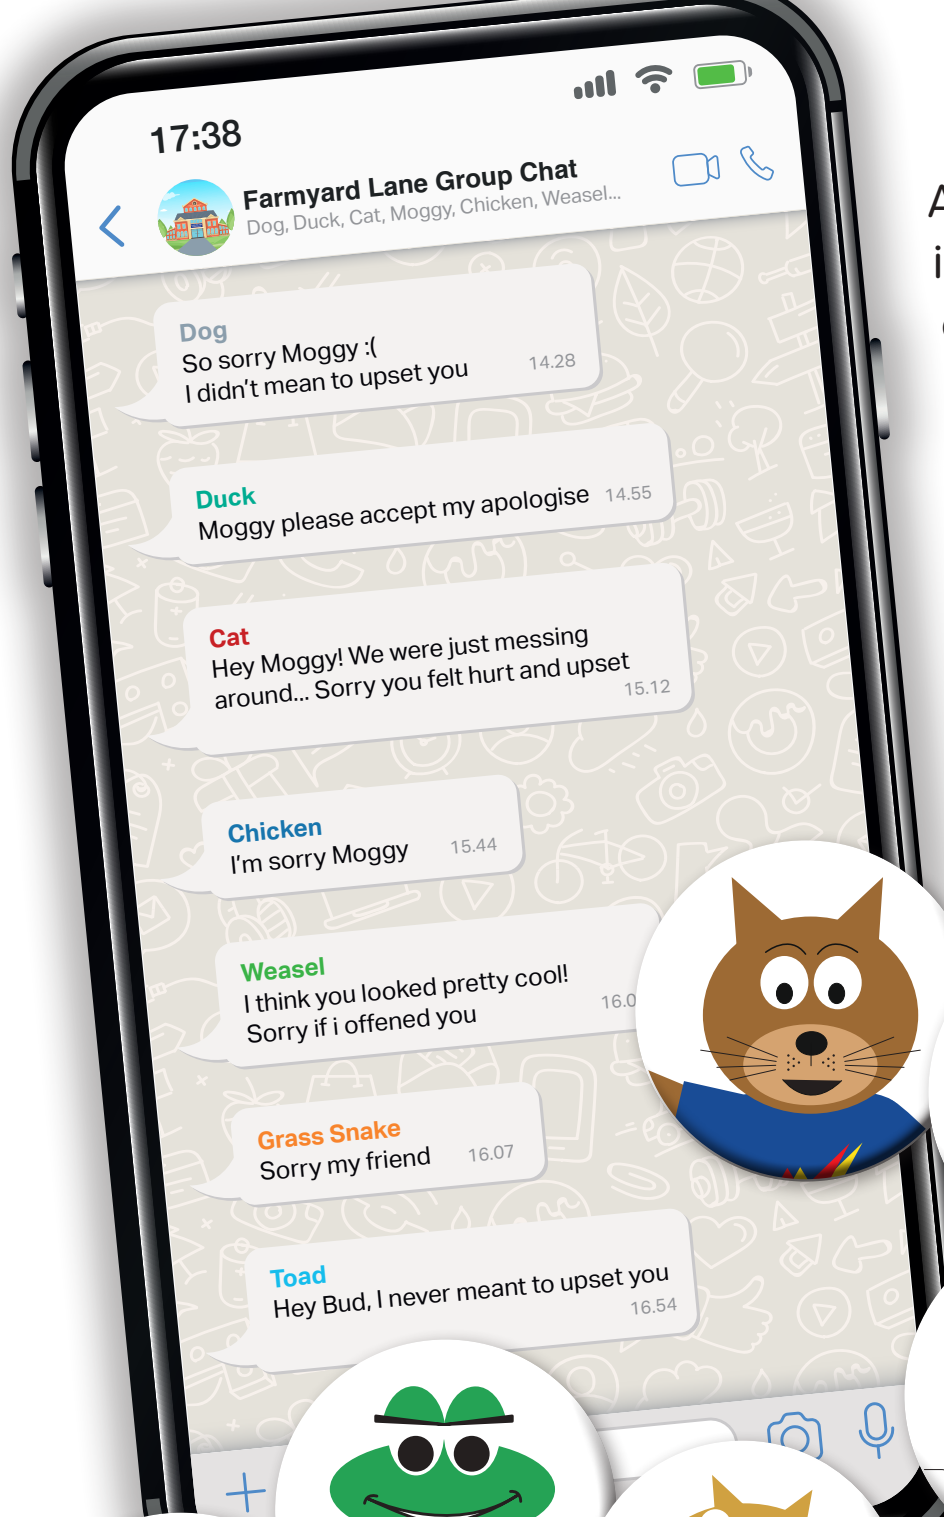 17:38
Farmyard Lane Group Chat
Dog, Duck, Cat, Moggy, Chicken, Weasel...
Dog
So sorry Moggy :(
I didn't mean to upset you 14.28
Duck
Moggy please accept my apologise 14.55
Cat
Hey Moggy! We were just messing
around... Sorry you felt hurt and upset
15.12
Chicken
I'm sorry Moggy 15.44
Weasel
I think you looked pretty cool!
Sorry if i offened you
Grass Snake
Sorry my friend 16.07
Toad
Hey Bud, I never meant to upset you
16.54